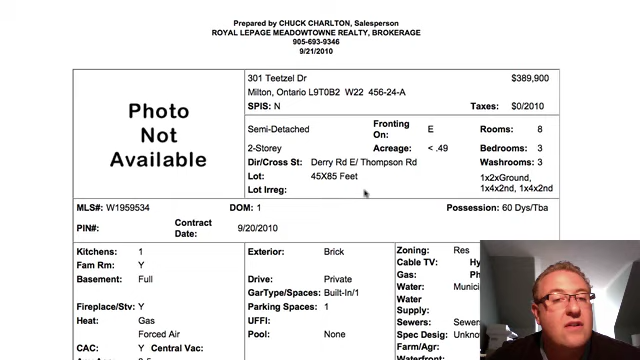 Prepared by CHUCK CHARLTON, Salesperson
ROYAL LEPAGE MEADOWTOWNE REALTY, BROKERAGE
905-693-9346
9/21/2010
Photo
Not
Available
301 Teetzel Dr $389,900
Milton, Ontario L9T0B2 W22 456-24-A
SPIS: N Taxes: $0/2010
Semi-Detached Fronting On: E Rooms: 8
2-Storey Acreage: < .49 Bedrooms: 3
Dir/Cross St: Derry Rd E/ Thompson Rd Washrooms: 3
Lot: 45X85 Feet 1x2xGround,
Lot Irreg: 1x4x2nd, 1x4x2nd
MLS#: W1959534 DOM: 1 Possession: 60 Dys/Tba
PIN#: Contract Date: 9/20/2010
Kitchens: 1 Exterior: Brick Zoning: Res
Fam Rm: Y Cable TV: Hy
Basement: Full Drive: Private Gas: Ph
GarType/Spaces: Built-In/1 Water: Munici
Fireplace/Stv: Y Parking Spaces: 1 Water Supply:
Heat: Gas UFFI: Sewers: Sewers
Forced Air Pool: None Spec Desig: Unknow
CAC: Y Central Vac: Farm/Agr: